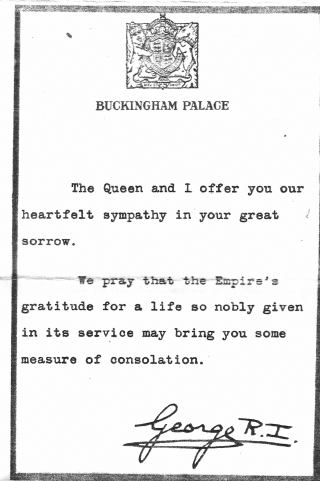 BUCKINGHAM PALACE
The Queen and I offer you our
heartfelt sympathy in your great
sorrow.
We pray that the Empire's
gratitude for a life so nobly given
in its service may bring you some
measure of consolation.
George R.I.